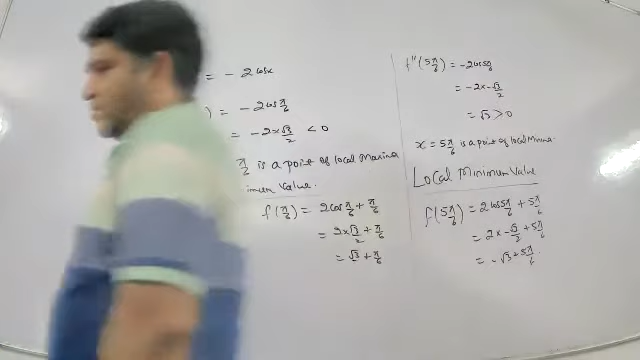 = - 2 cosx
) = - 2 cos π/6
= - 2 x √3/2 < 0
π/6 is a point of local Maxima
imum Value.
f(π/6) = 2 cos π/6 + π/6
= 2 x √3/2 + π/6
= √3 + π/6
f''(5π/6) = - 2 cos 5π/6
= - 2 x - √3/2
= √3 > 0
x = 5π/6 is a point of local Minima
Local Minimum Value
f(5π/6) = 2 cos 5π/6 + 5π/6
= 2 x - √3/2 + 5π/6
= - √3 + 5π/6.